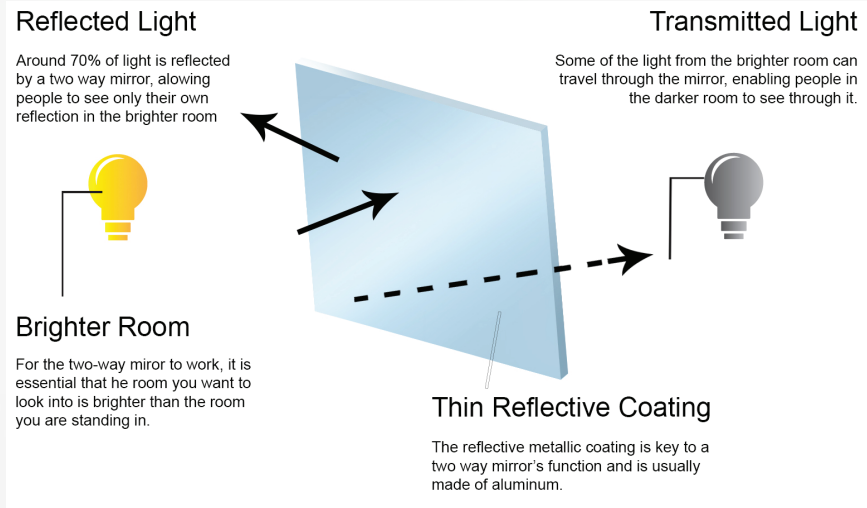 Reflected Light
Around 70% of light is reflected
by a two way mirror, alowing
people to see only their own
reflection in the brighter room
Transmitted Light
Some of the light from the brighter room can
travel through the mirror, enabling people in
the darker room to see through it.
Brighter Room
For the two-way miror to work, it is
essential that he room you want to
look into is brighter than the room
you are standing in.
Thin Reflective Coating
The reflective metallic coating is key to a
two way mirror's function and is usually
made of aluminum.